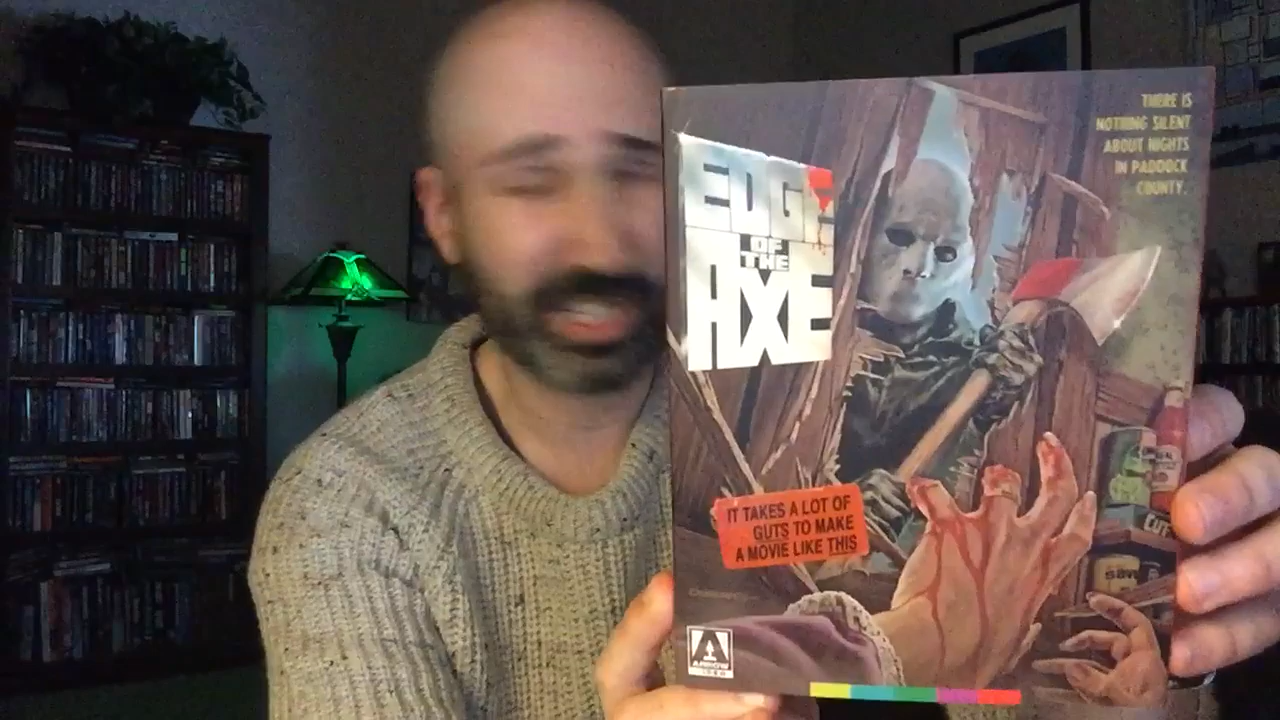 THERE IS
NOTHING SILENT
ABOUT NIGHTS
IN PADDOCK
COUNTY.
EDGE
OF
THE
AXE
IT TAKES A LOT OF
GUTS TO MAKE
A MOVIE LIKE THIS
A
ARROW
VIDEO